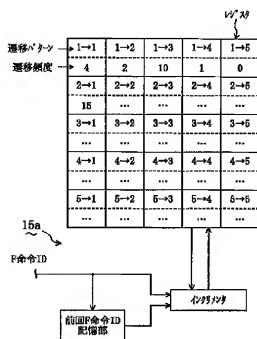 レジスタ
遷移パターン 1→1 1→2 1→3 1→4 1→5
遷移頻度 4 2 10 1 0
2→1 2→2 2→3 2→4 2→5
15 … … … …
3→1 3→2 3→3 3→4 3→5
… … … … …
4→1 4→2 4→3 4→4 4→5
… … … … …
5→1 5→2 5→3 5→4 5→5
… … … … …
15a
F命令ID
インクリメンタ
前回F命令ID
記憶部